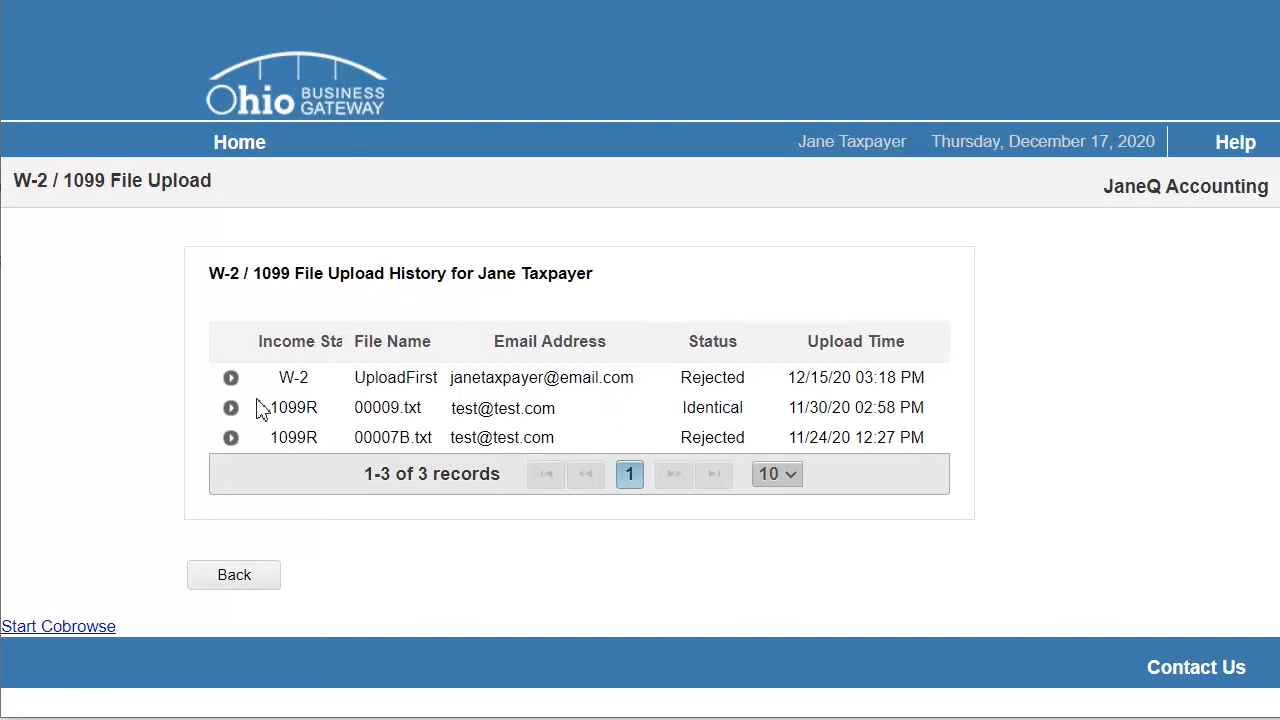 Ohio BUSINESS GATEWAY
Home Jane Taxpayer Thursday, December 17, 2020 Help
W-2 / 1099 File Upload
JaneQ Accounting
W-2 / 1099 File Upload History for Jane Taxpayer
Income Sta File Name Email Address Status Upload Time
W-2 UploadFirst janetaxpayer@email.com Rejected 12/15/20 03:18 PM
1099R 00009.txt test@test.com Identical 11/30/20 02:58 PM
1099R 00007B.txt test@test.com Rejected 11/24/20 12:27 PM
1-3 of 3 records 1 10
Back
Start Cobrowse
Contact Us